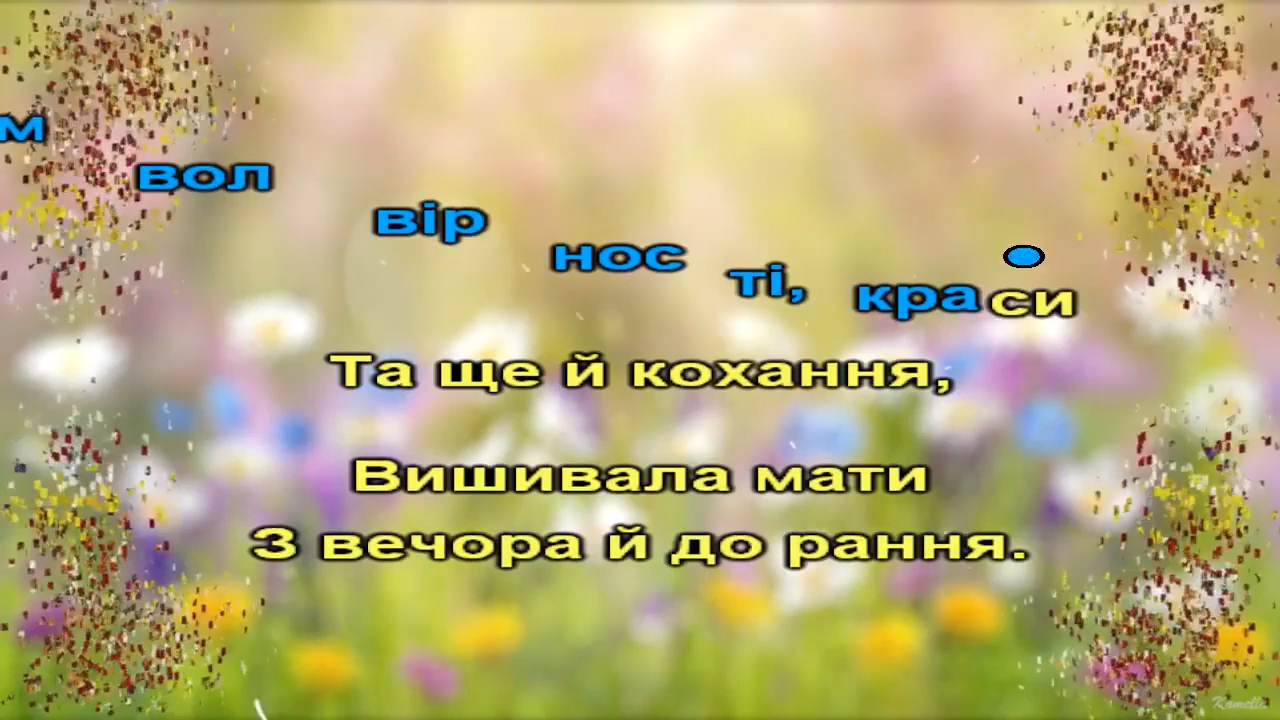 м вол вір нос ті, кра си
Та ще й кохання,
Вишивала мати
З вечора й до рання.